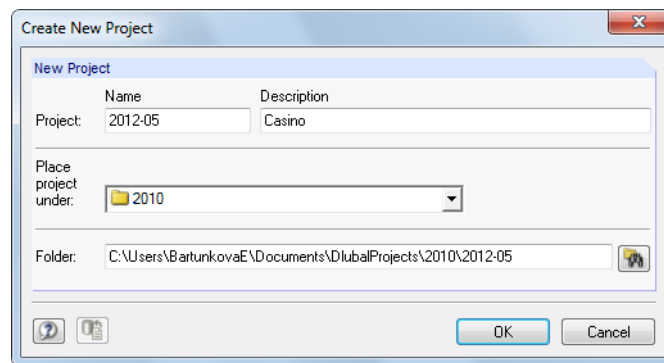 Create New Project
New Project
Name Description
Project: 2012-05 Casino
Place
project
under: 2010
Folder: C:\Users\BartunkovaE\Documents\DlubalProjects\2010\2012-05
OK Cancel